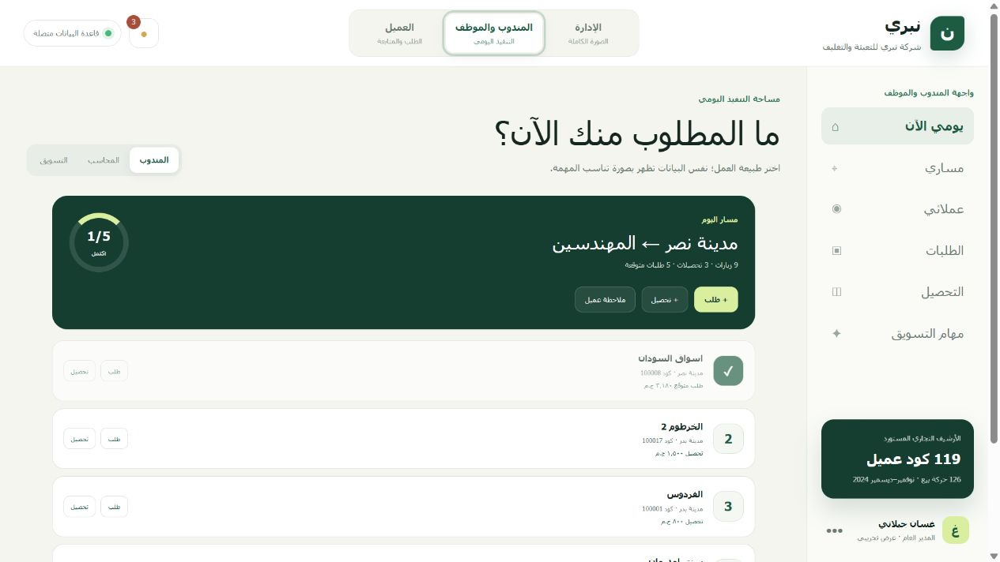 نبري
شركة نبري للتعبئة والتغليف
ن
الإدارة
الصورة الكاملة
المندوب والموظف
التنفيذ اليومي
العميل
الطلب والمتابعة
3
قاعدة البيانات متصلة
واجهة المندوب والموظف
يومي الآن
مساري
عملائي
الطلبات
التحصيل
مهام التسويق
الأرشيف التجاري المستورد
119 كود عميل
126 حركة بيع · نوفمبر–ديسمبر 2024
غ
غسان جيلاني
المدير العام · عرض تجريبي
مساحة التنفيذ اليومي
ما المطلوب منك الآن؟
اختر طبيعة العمل؛ نفس البيانات تظهر بصورة تناسب المهمة.
المندوب
المحاسب
التسويق
مسار اليوم
مدينة نصر ← المهندسين
9 زيارات · 3 تحصيلات · 5 طلبات متوقعة
+ طلب
+ تحصيل
ملاحظة عميل
1/5
اكتمل
اسواق السودان
مدينة نصر · كود 100008
طلب متوقع ٣,١٨٠ ج.م
طلب
تحصيل
2
الخرطوم 2
مدينة بدر · كود 100017
تحصيل ١,٥٠٠ ج.م
طلب
تحصيل
3
الفردوس
مدينة بدر · كود 100001
تحصيل ٨٠٠ ج.م
طلب
تحصيل